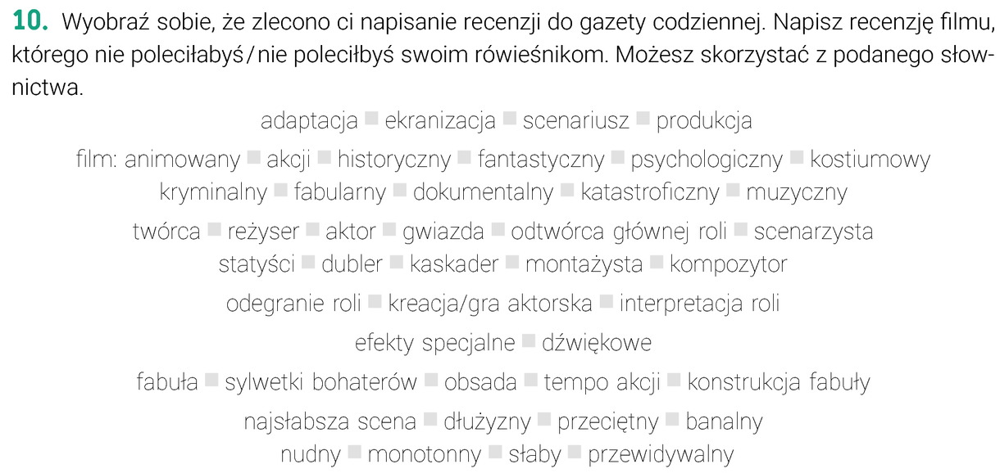 10. Wyobraź sobie, że zlecono ci napisanie recenzji do gazety codziennej. Napisz recenzję filmu,
którego nie poleciłabyś/nie poleciłbyś swoim rówieśnikom. Możesz skorzystać z podanego słow-
nictwa.
adaptacja ■ ekranizacja ■ scenariusz ■ produkcja
film: animowany ■ akcji ■ historyczny ■ fantastyczny ■ psychologiczny ■ kostiumowy
kryminalny ■ fabularny ■ dokumentalny ■ katastroficzny ■ muzyczny
twórca ■ reżyser ■ aktor ■ gwiazda ■ odtwórca głównej roli ■ scenarzysta
statyści ■ dubler ■ kaskader ■ montażysta ■ kompozytor
odegranie roli ■ kreacja/gra aktorska ■ interpretacja roli
efekty specjalne ■ dźwiękowe
fabuła ■ sylwetki bohaterów ■ obsada ■ tempo akcji ■ konstrukcja fabuły
najsłabsza scena ■ dłużyzny ■ przeciętny ■ banalny
nudny ■ monotonny ■ słaby ■ przewidywalny